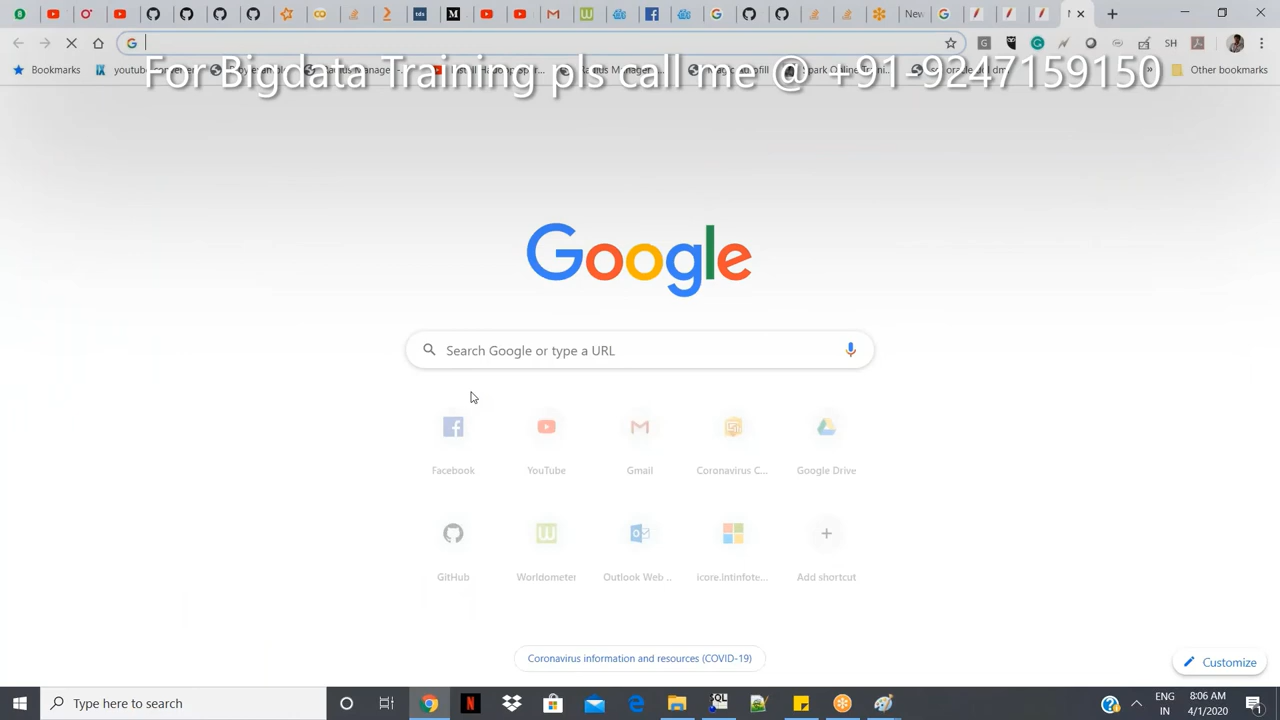 Bookmarks
For Bigdata Training pls call me @ +91-9247159150
Other bookmarks
Google
Search Google or type a URL
Facebook
YouTube
Gmail
Coronavirus C...
Google Drive
GitHub
Worldometer
Outlook Web ..
icore.intinfote...
Add shortcut
Coronavirus information and resources (COVID-19)
Customize
Type here to search
ENG
IN
8:06 AM
4/1/2020